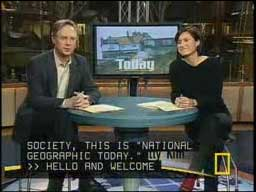 Today
SOCIETY, THIS IS "NATIONAL
GEOGRAPHIC TODAY."
>> HELLO AND WELCOME